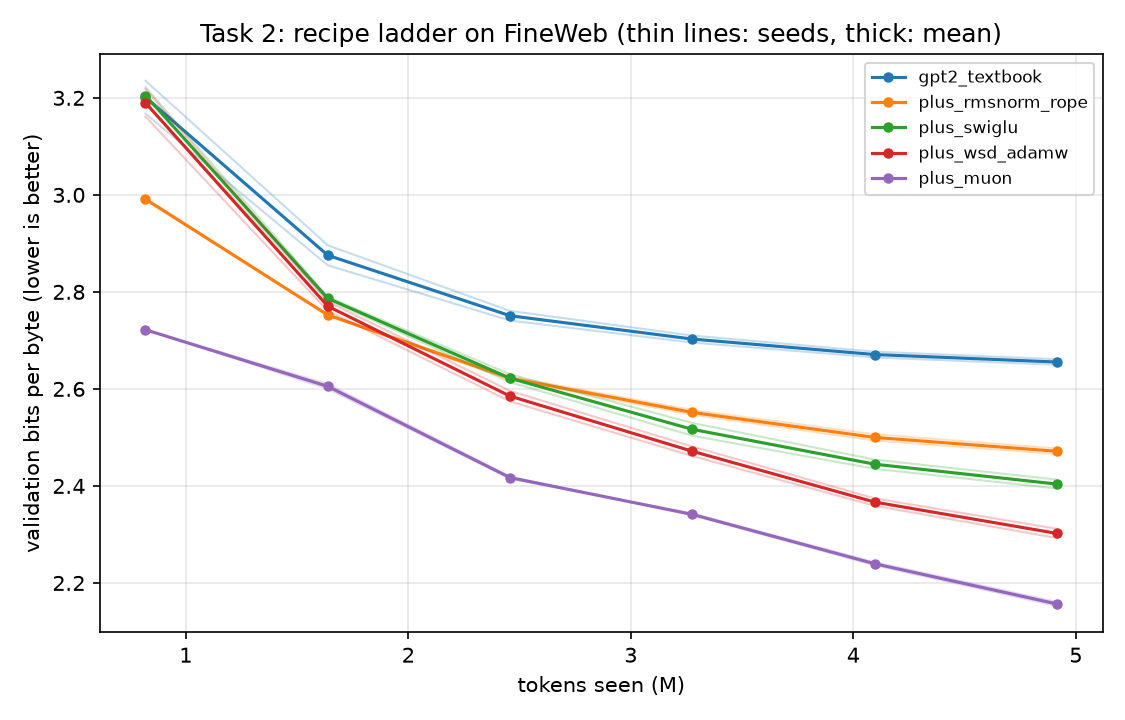 Task 2: recipe ladder on FineWeb (thin lines: seeds, thick: mean)
validation bits per byte (lower is better)
3.2
3.0
2.8
2.6
2.4
2.2
gpt2_textbook
plus_rmsnorm_rope
plus_swiglu
plus_wsd_adamw
plus_muon
1 2 3 4 5
tokens seen (M)